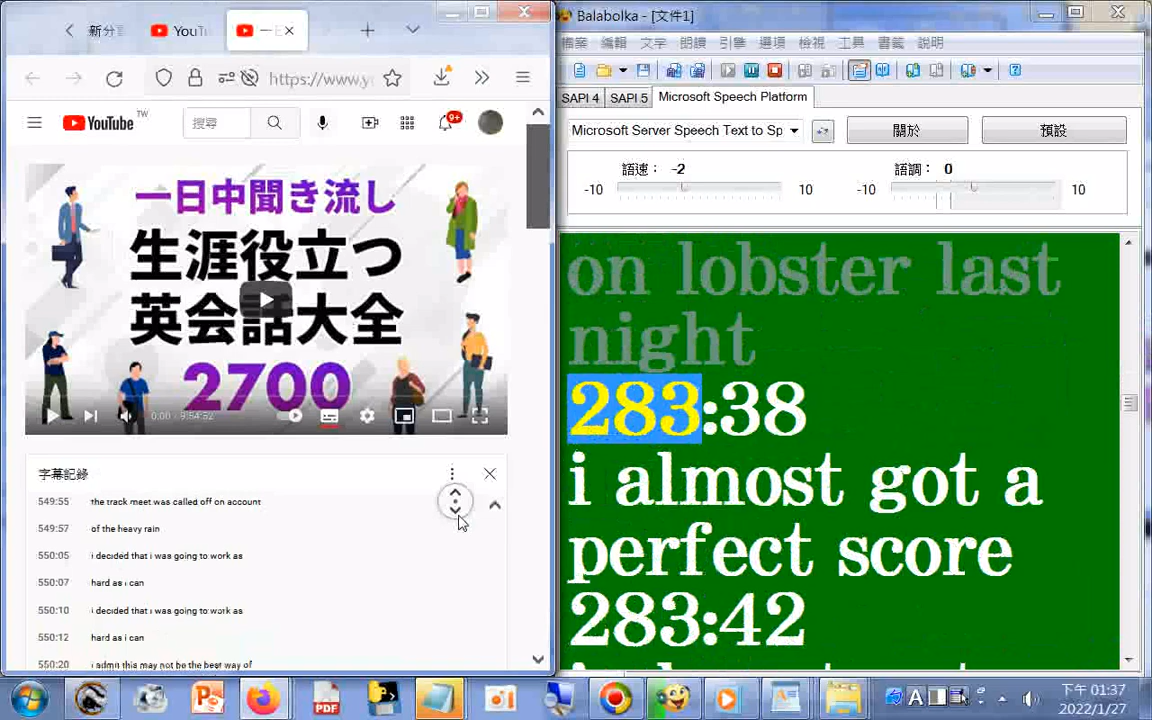 新分
YouTu
一
https://www.y
YouTube TW
搜尋
9+
一日中聞き流し
生涯役立つ
英会話大全
2700
0:00 / 9:54:52
字幕記錄
549:55 the track meet was called off on account
549:57 of the heavy rain
550:05 i decided that i was going to work as
550:07 hard as i can
550:10 i decided that i was going to work as
550:12 hard as i can
550:20 i admit this may not be the best way of
Balabolka - [文件1]
檔案 編輯 文字 朗讀 引擎 選項 檢視 工具 書籤 說明
SAPI 4 SAPI 5 Microsoft Speech Platform
Microsoft Server Speech Text to Sp
關於 預設
語速： -2 語調： 0
-10 10 -10 10
on lobster last
night
283:38
i almost got a
perfect score
283:42
PDF
A
下午 01:37
2022/1/27